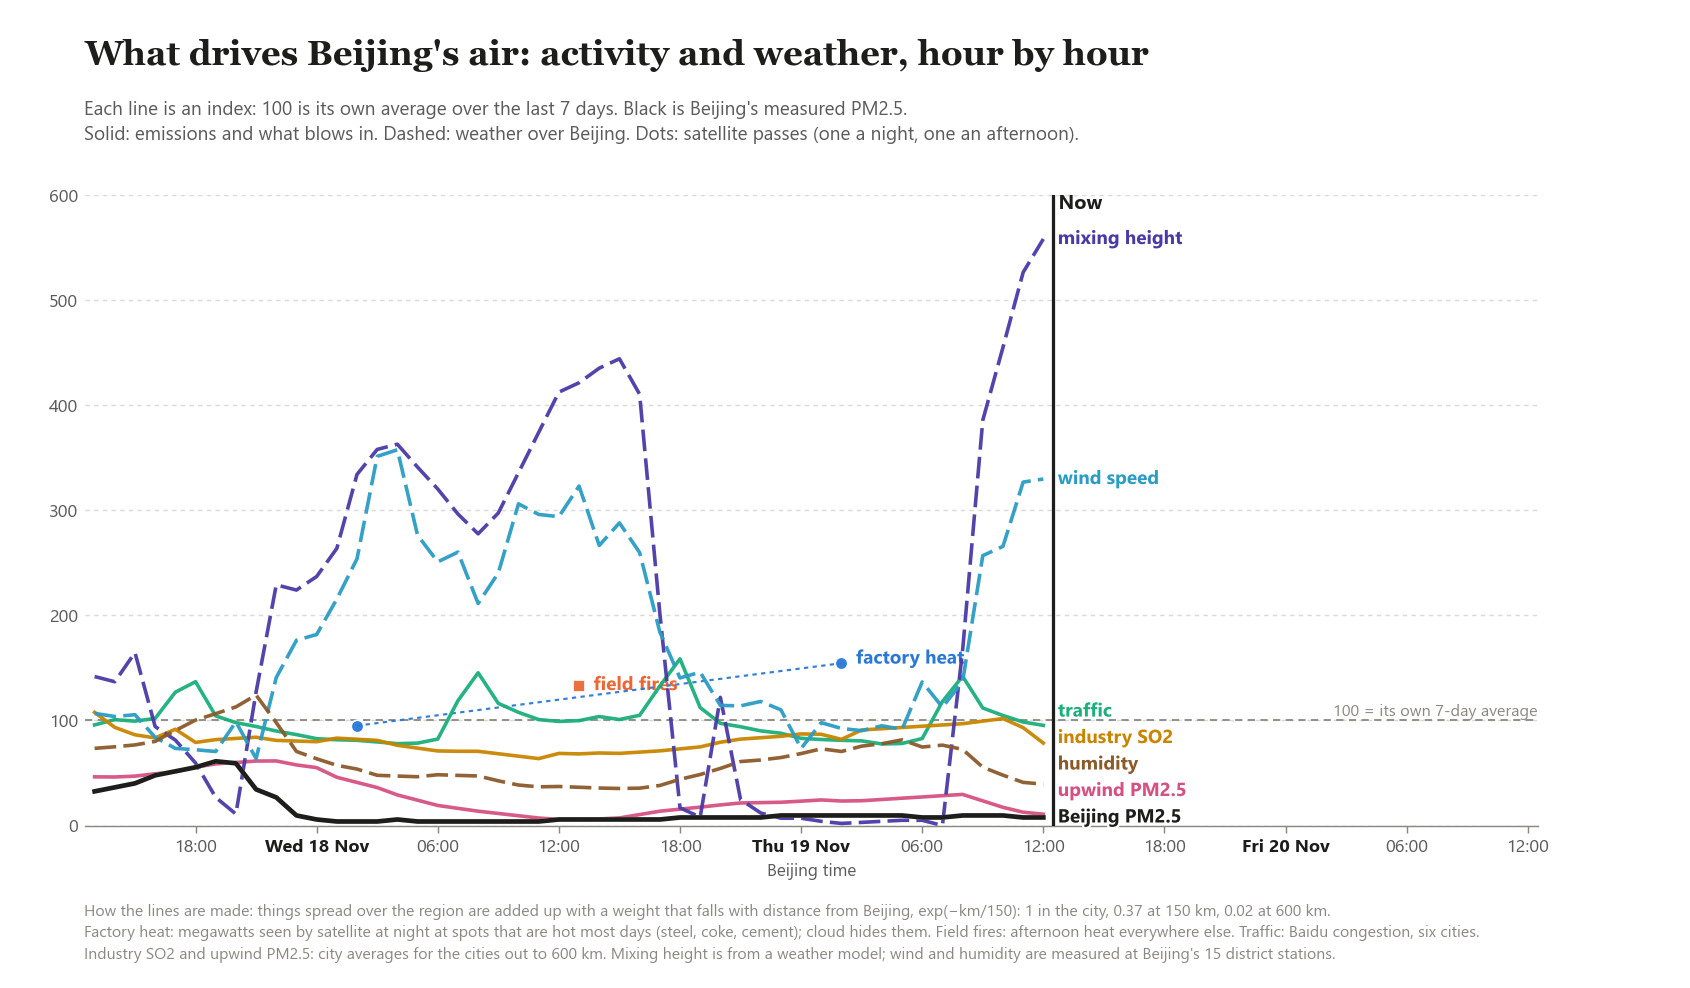 What drives Beijing's air: activity and weather, hour by hour
Each line is an index: 100 is its own average over the last 7 days. Black is Beijing's measured PM2.5.
Solid: emissions and what blows in. Dashed: weather over Beijing. Dots: satellite passes (one a night, one an afternoon).
600
Now
mixing height
500
400
wind speed
300
200
factory heat
field fires
traffic
100 = its own 7-day average
100
industry SO2
humidity
upwind PM2.5
Beijing PM2.5
0
18:00 Wed 18 Nov 06:00 12:00 18:00 Thu 19 Nov 06:00 12:00 18:00 Fri 20 Nov 06:00 12:00
Beijing time
How the lines are made: things spread over the region are added up with a weight that falls with distance from Beijing, exp(−km/150): 1 in the city, 0.37 at 150 km, 0.02 at 600 km.
Factory heat: megawatts seen by satellite at night at spots that are hot most days (steel, coke, cement); cloud hides them. Field fires: afternoon heat everywhere else. Traffic: Baidu congestion, six cities.
Industry SO2 and upwind PM2.5: city averages for the cities out to 600 km. Mixing height is from a weather model; wind and humidity are measured at Beijing's 15 district stations.